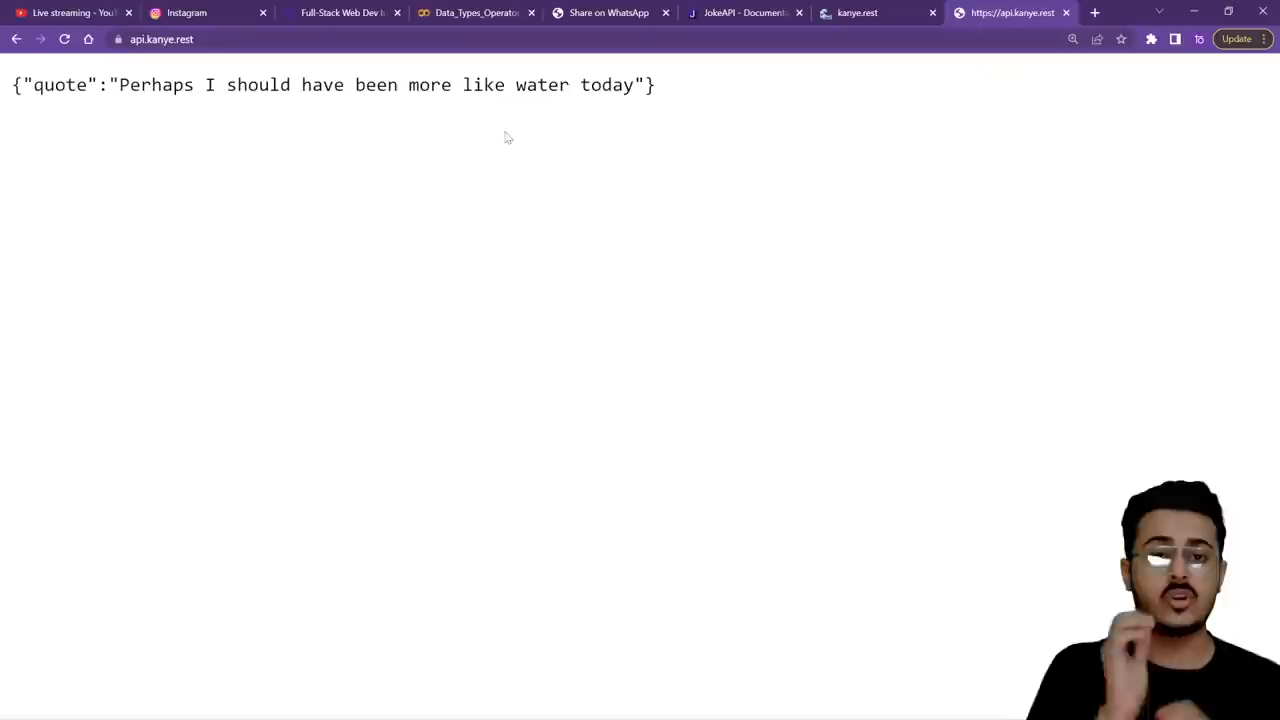 Live streaming - You
Instagram
Full-Stack Web Dev I
Data_Types_Operato
Share on WhatsApp
JokeAPI - Document
kanye.rest
https://api.kanye.rest
api.kanye.rest
Update
{"quote":"Perhaps I should have been more like water today"}